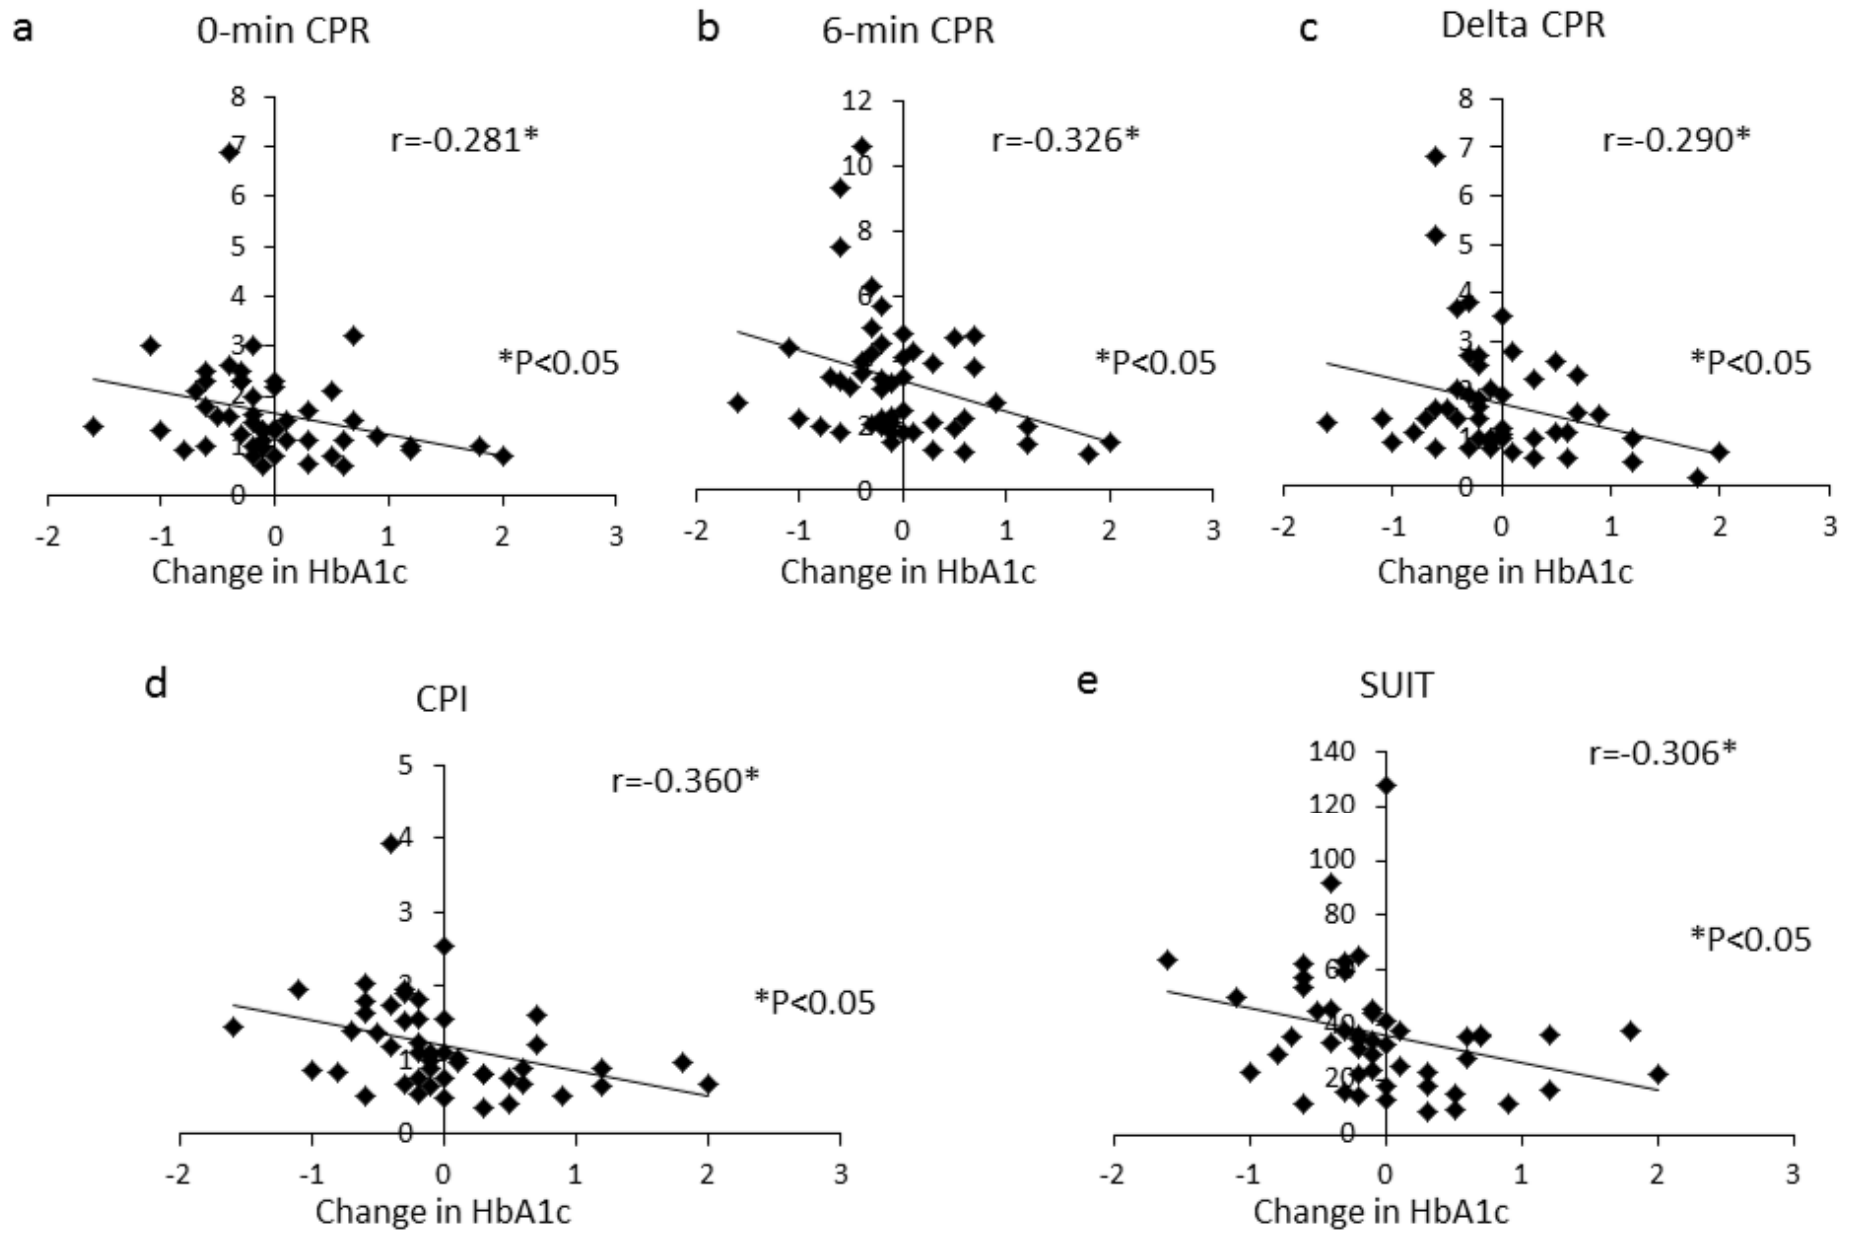 a 0-min CPR
8
7
6
5
4
3
2
1
0
r=-0.281*
*P<0.05
-2 -1 0 1 2 3
Change in HbA1c
b 6-min CPR
12
10
8
6
4
2
0
r=-0.326*
*P<0.05
-2 -1 0 1 2 3
Change in HbA1c
c Delta CPR
8
7
6
5
4
3
2
1
0
r=-0.290*
*P<0.05
-2 -1 0 1 2 3
Change in HbA1c
d CPI
5
4
3
2
1
0
r=-0.360*
*P<0.05
-2 -1 0 1 2 3
Change in HbA1c
e SUIT
140
120
100
80
60
40
20
0
r=-0.306*
*P<0.05
-2 -1 0 1 2 3
Change in HbA1c